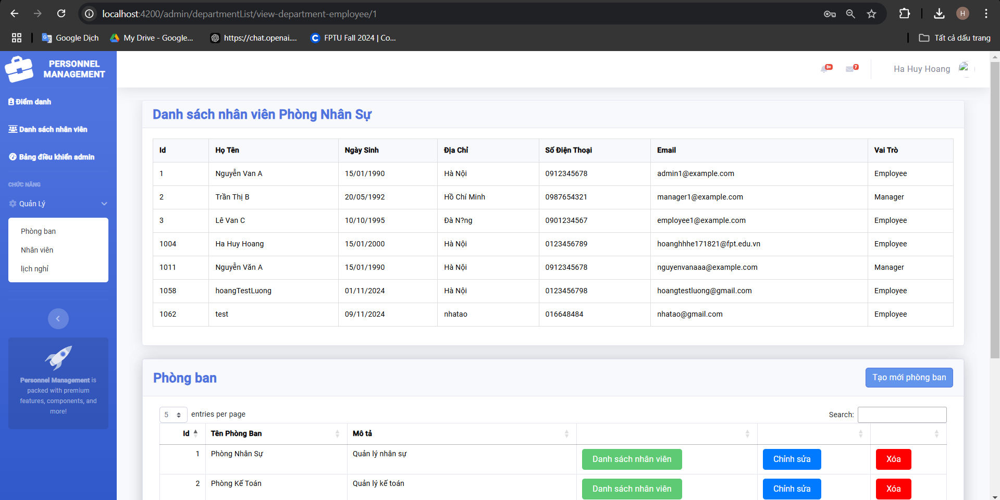 localhost:4200/admin/departmentList/view-department-employee/1
H
Google Dịch
My Drive - Google...
https://chat.openai....
FPTU Fall 2024 | Co...
Tất cả dấu trang
PERSONNEL
MANAGEMENT
3+
7
Ha Huy Hoang
Điểm danh
Danh sách nhân viên
Bảng điều khiển admin
CHỨC NĂNG
Quản Lý
Phòng ban
Nhân viên
lịch nghỉ
Personnel Management is
packed with premium
features, components, and
more!
Danh sách nhân viên Phòng Nhân Sự
Id Họ Tên Ngày Sinh Địa Chỉ Số Điện Thoại Email Vai Trò
1 Nguyễn Van A 15/01/1990 Hà Nội 0912345678 admin1@example.com Employee
2 Trần Thị B 20/05/1992 Hồ Chí Minh 0987654321 manager1@example.com Manager
3 Lê Van C 10/10/1995 Đà N?ng 0901234567 employee1@example.com Employee
1004 Ha Huy Hoang 15/01/2000 Hà Nội 0123456789 hoanghhhe171821@fpt.edu.vn Employee
1011 Nguyễn Văn A 15/01/1990 Hà Nội 0912345678 nguyenvanaaa@example.com Manager
1058 hoangTestLuong 01/11/2024 Hà Nội 0123456798 hoangtestluong@gmail.com Employee
1062 test 09/11/2024 nhatao 016648484 nhatao@gmail.com Employee
Phòng ban
Tạo mới phòng ban
5 entries per page
Search:
Id Tên Phòng Ban Mô tả
1 Phòng Nhân Sự Quản lý nhân sự Danh sách nhân viên Chỉnh sửa Xóa
2 Phòng Kế Toán Quản lý kế toán Danh sách nhân viên Chỉnh sửa Xóa